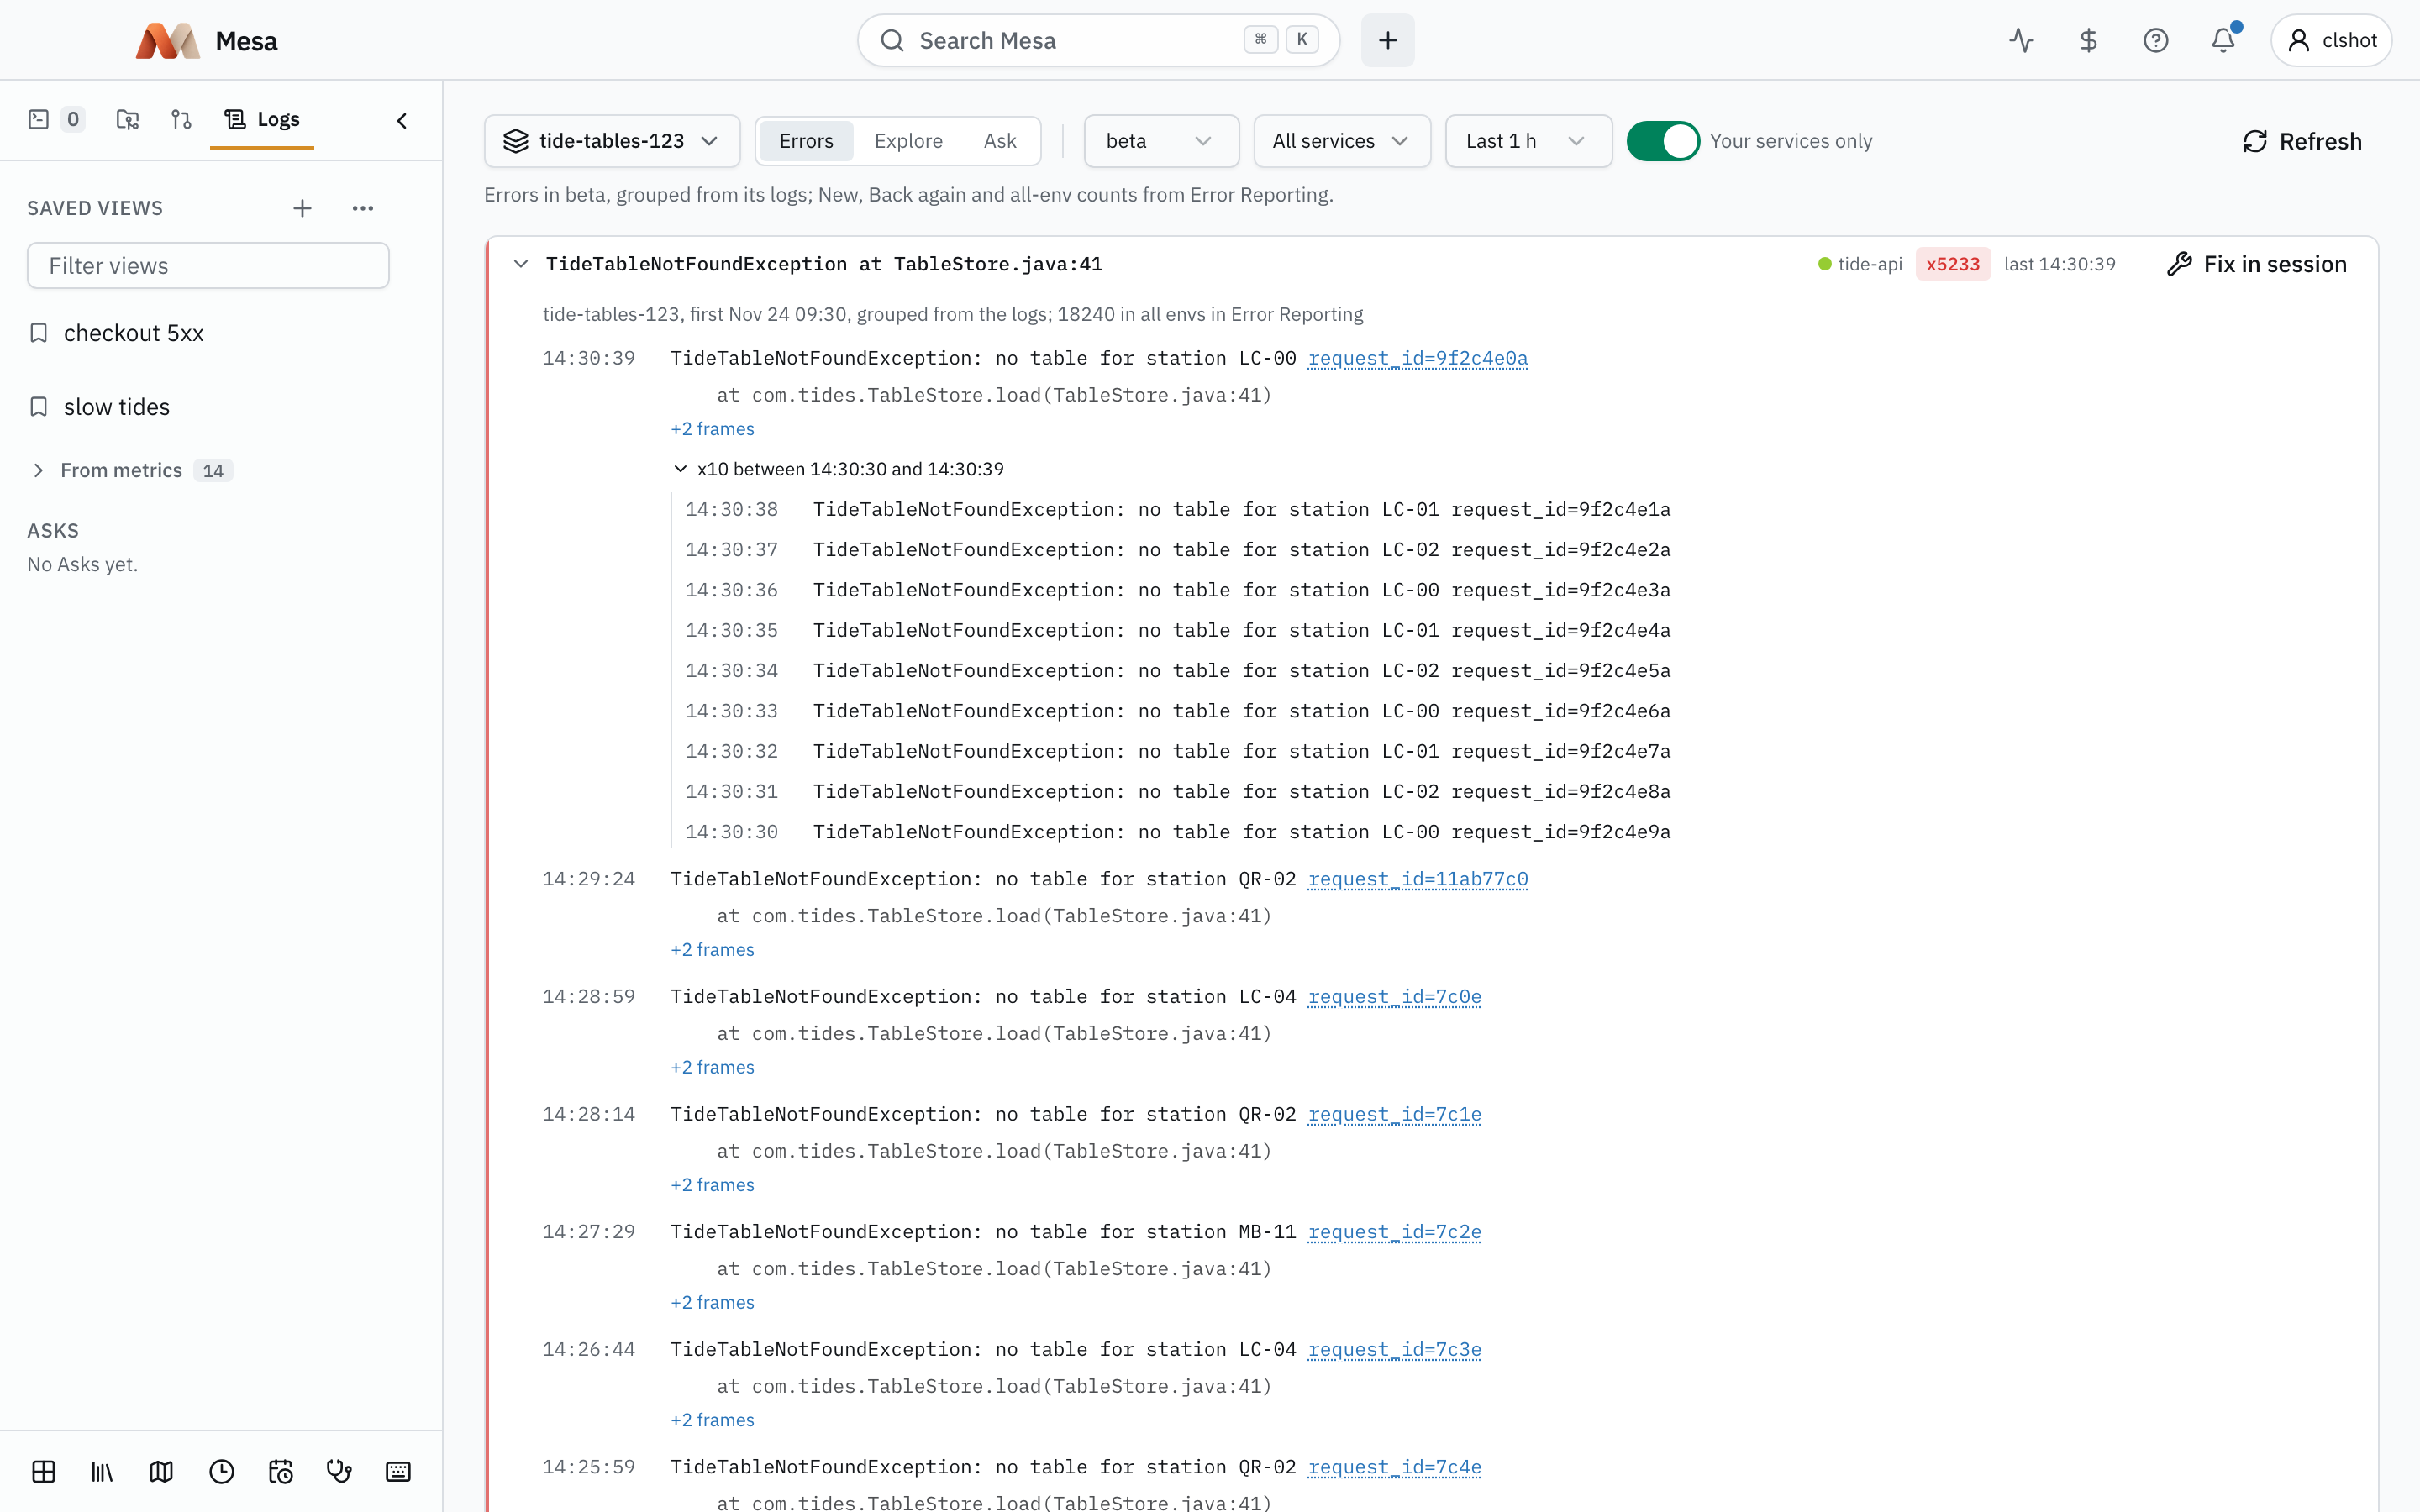 Mesa
Search Mesa ⌘ K
clshot
0 Logs
SAVED VIEWS
Filter views
checkout 5xx
slow tides
From metrics 14
ASKS
No Asks yet.
tide-tables-123 Errors Explore Ask beta All services Last 1 h Your services only Refresh
Errors in beta, grouped from its logs; New, Back again and all-env counts from Error Reporting.
TideTableNotFoundException at TableStore.java:41 tide-api x5233 last 14:30:39 Fix in session
tide-tables-123, first Nov 24 09:30, grouped from the logs; 18240 in all envs in Error Reporting
14:30:39 TideTableNotFoundException: no table for station LC-00 request_id=9f2c4e0a
at com.tides.TableStore.load(TableStore.java:41)
+2 frames
x10 between 14:30:30 and 14:30:39
14:30:38 TideTableNotFoundException: no table for station LC-01 request_id=9f2c4e1a
14:30:37 TideTableNotFoundException: no table for station LC-02 request_id=9f2c4e2a
14:30:36 TideTableNotFoundException: no table for station LC-00 request_id=9f2c4e3a
14:30:35 TideTableNotFoundException: no table for station LC-01 request_id=9f2c4e4a
14:30:34 TideTableNotFoundException: no table for station LC-02 request_id=9f2c4e5a
14:30:33 TideTableNotFoundException: no table for station LC-00 request_id=9f2c4e6a
14:30:32 TideTableNotFoundException: no table for station LC-01 request_id=9f2c4e7a
14:30:31 TideTableNotFoundException: no table for station LC-02 request_id=9f2c4e8a
14:30:30 TideTableNotFoundException: no table for station LC-00 request_id=9f2c4e9a
14:29:24 TideTableNotFoundException: no table for station QR-02 request_id=11ab77c0
at com.tides.TableStore.load(TableStore.java:41)
+2 frames
14:28:59 TideTableNotFoundException: no table for station LC-04 request_id=7c0e
at com.tides.TableStore.load(TableStore.java:41)
+2 frames
14:28:14 TideTableNotFoundException: no table for station QR-02 request_id=7c1e
at com.tides.TableStore.load(TableStore.java:41)
+2 frames
14:27:29 TideTableNotFoundException: no table for station MB-11 request_id=7c2e
at com.tides.TableStore.load(TableStore.java:41)
+2 frames
14:26:44 TideTableNotFoundException: no table for station LC-04 request_id=7c3e
at com.tides.TableStore.load(TableStore.java:41)
+2 frames
14:25:59 TideTableNotFoundException: no table for station QR-02 request_id=7c4e
at com.tides.TableStore.load(TableStore.java:41)